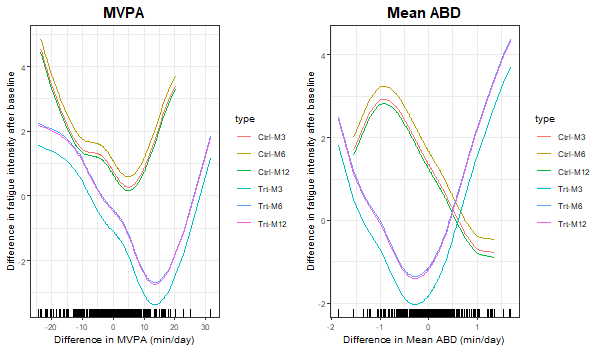 MVPA
Difference in fatigue intensity after baseline
4
2
0
-2
-20
-10
0
10
20
30
Difference in MVPA (min/day)
type
Ctrl-M3
Ctrl-M6
Ctrl-M12
Trt-M3
Trt-M6
Trt-M12
Mean ABD
Difference in fatigue intensity after baseline
4
2
0
-2
-2
-1
0
1
Difference in Mean ABD (min/day)
type
Ctrl-M3
Ctrl-M6
Ctrl-M12
Trt-M3
Trt-M6
Trt-M12